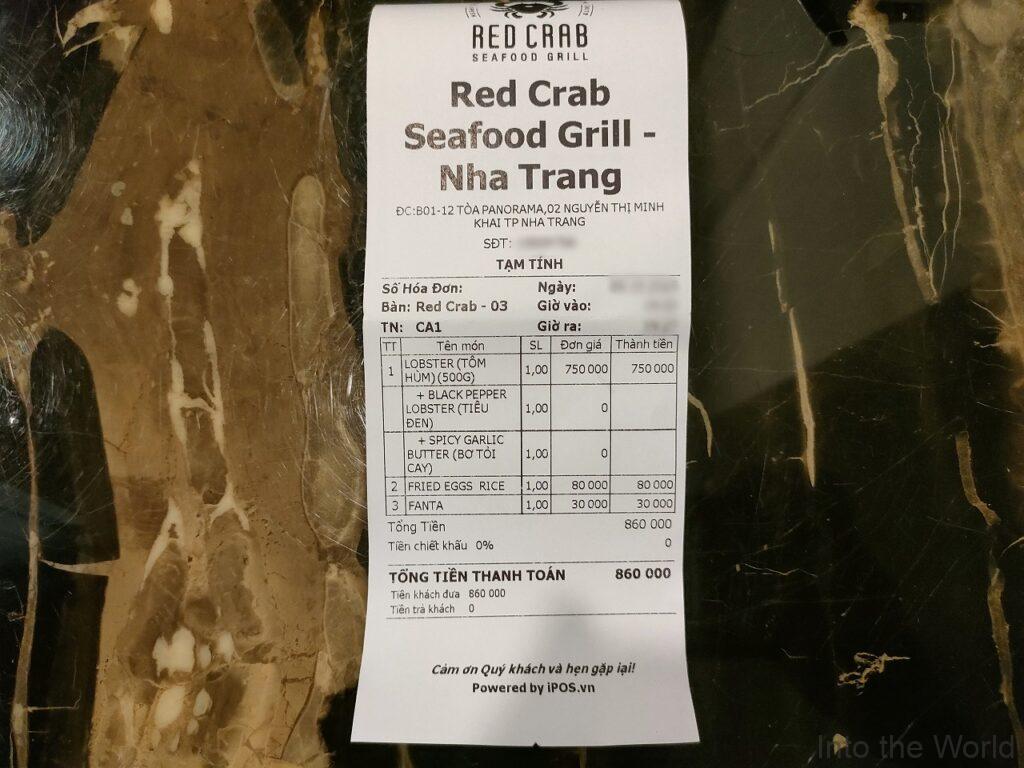 RED CRAB
SEAFOOD GRILL
Red Crab
Seafood Grill -
Nha Trang
ĐC:B01-12 TÒA PANORAMA,02 NGUYỄN THỊ MINH
KHAI TP NHA TRANG
SĐT:
TẠM TÍNH
Số Hóa Đơn: Ngày:
Bàn: Red Crab - 03 Giờ vào:
TN: CA1 Giờ ra:
TT Tên món SL Đơn giá Thành tiền
1 LOBSTER (TÔM HÙM) (500G) 1,00 750 000 750 000
+ BLACK PEPPER
LOBSTER (TIÊU
ĐEN) 1,00 0
+ SPICY GARLIC
BUTTER (BƠ TỎI
CAY) 1,00 0
2 FRIED EGGS RICE 1,00 80 000 80 000
3 FANTA 1,00 30 000 30 000
Tổng Tiền 860 000
Tiền chiết khấu 0% 0
TỔNG TIỀN THANH TOÁN 860 000
Tiền khách đưa 860 000
Tiền trả khách 0
Cảm ơn Quý khách và hẹn gặp lại!
Powered by iPOS.vn
Into the World